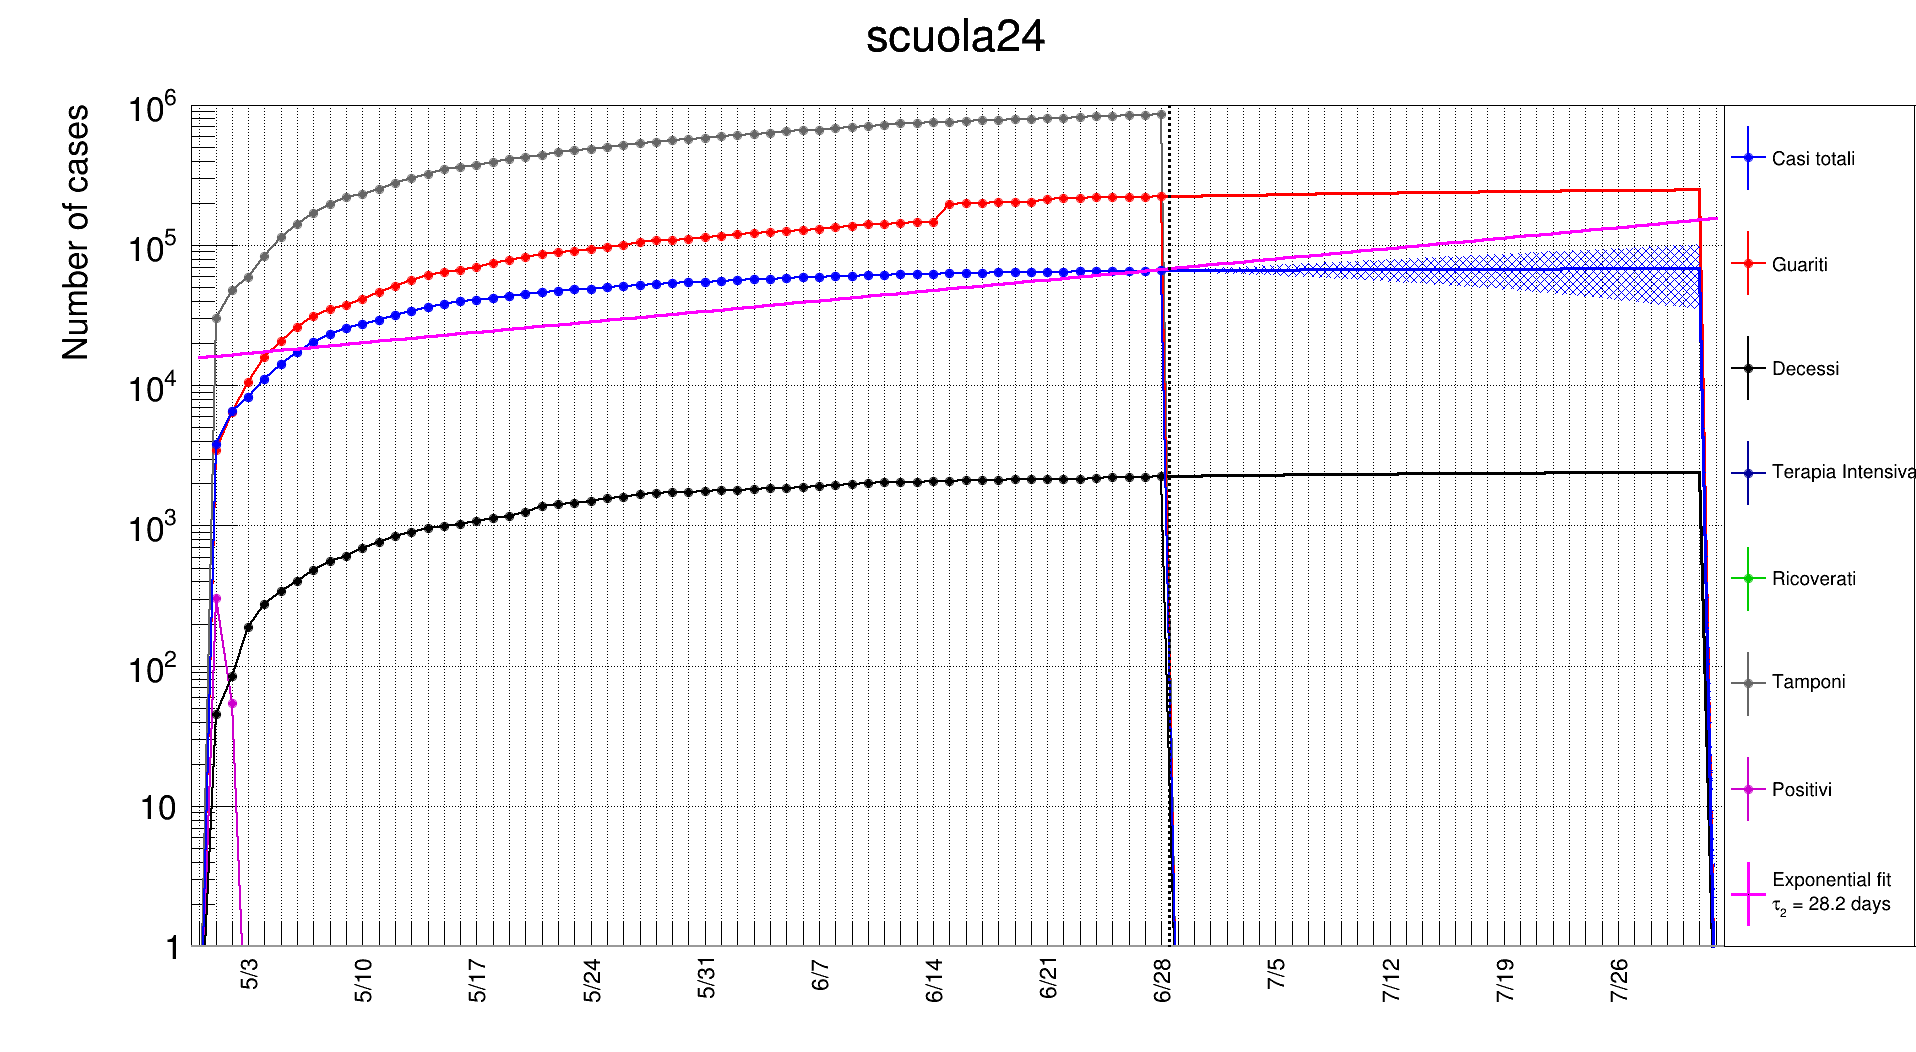 scuola24
Number of cases
10^6
10^5
10^4
10^3
10^2
10
1
5/3
5/10
5/17
5/24
5/31
6/7
6/14
6/21
6/28
7/5
7/12
7/19
7/26
Casi totali
Guariti
Decessi
Terapia Intensiva
Ricoverati
Tamponi
Positivi
Exponential fit
τ_2 = 28.2 days